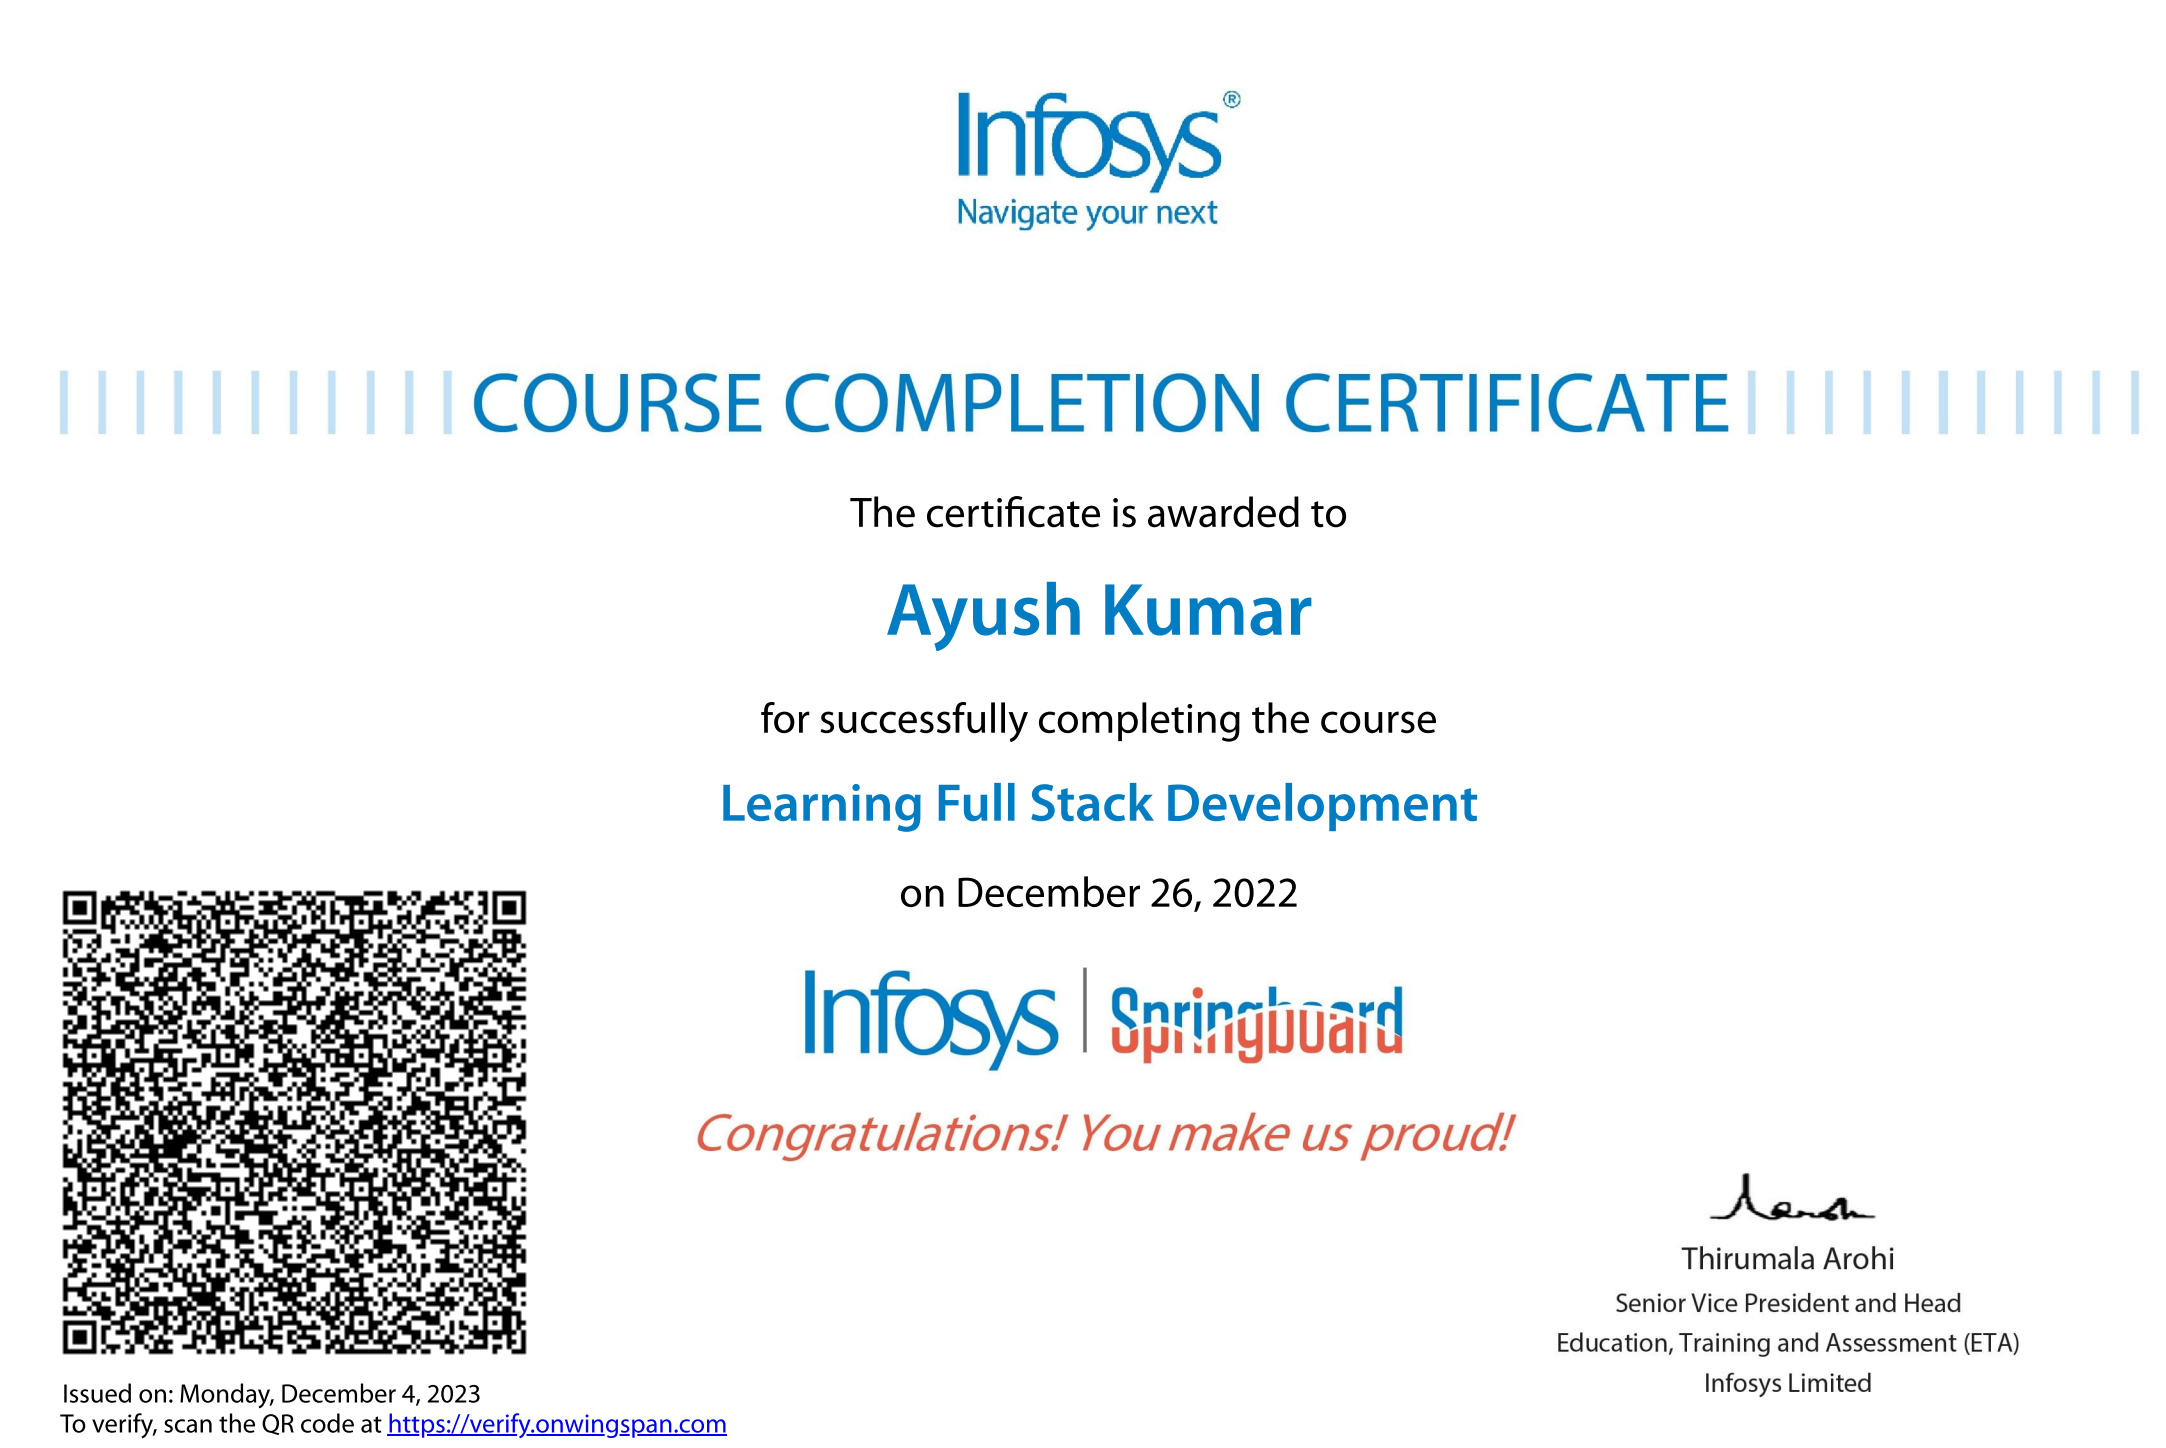 Infosys®
Navigate your next
COURSE COMPLETION CERTIFICATE
The certificate is awarded to
Ayush Kumar
for successfully completing the course
Learning Full Stack Development
on December 26, 2022
Infosys | Springboard
Congratulations! You make us proud!
Thirumala Arohi
Senior Vice President and Head
Education, Training and Assessment (ETA)
Infosys Limited
Issued on: Monday, December 4, 2023
To verify, scan the QR code at https://verify.onwingspan.com